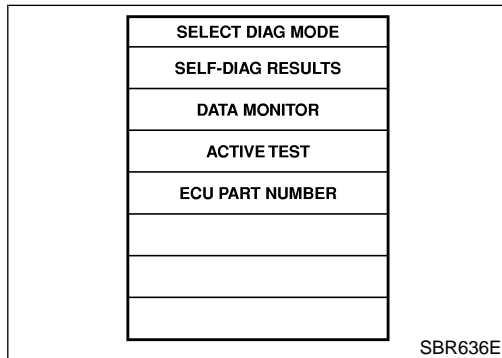 SELECT DIAG MODE
SELF-DIAG RESULTS
DATA MONITOR
ACTIVE TEST
ECU PART NUMBER
SBR636E